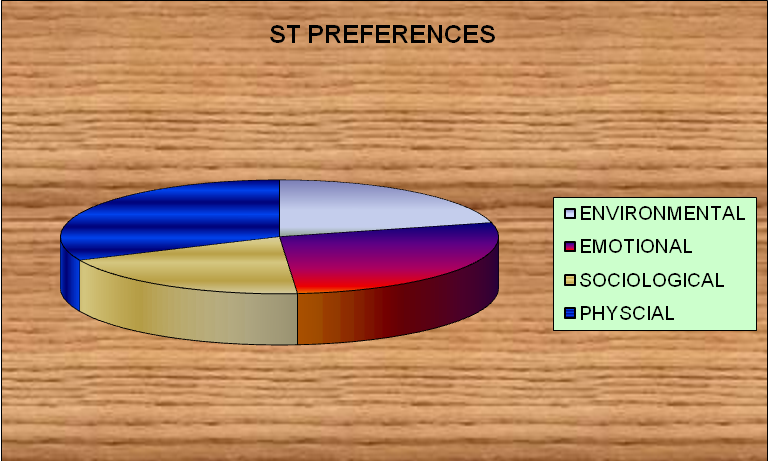 ST PREFERENCES
ENVIRONMENTAL
EMOTIONAL
SOCIOLOGICAL
PHYSCIAL